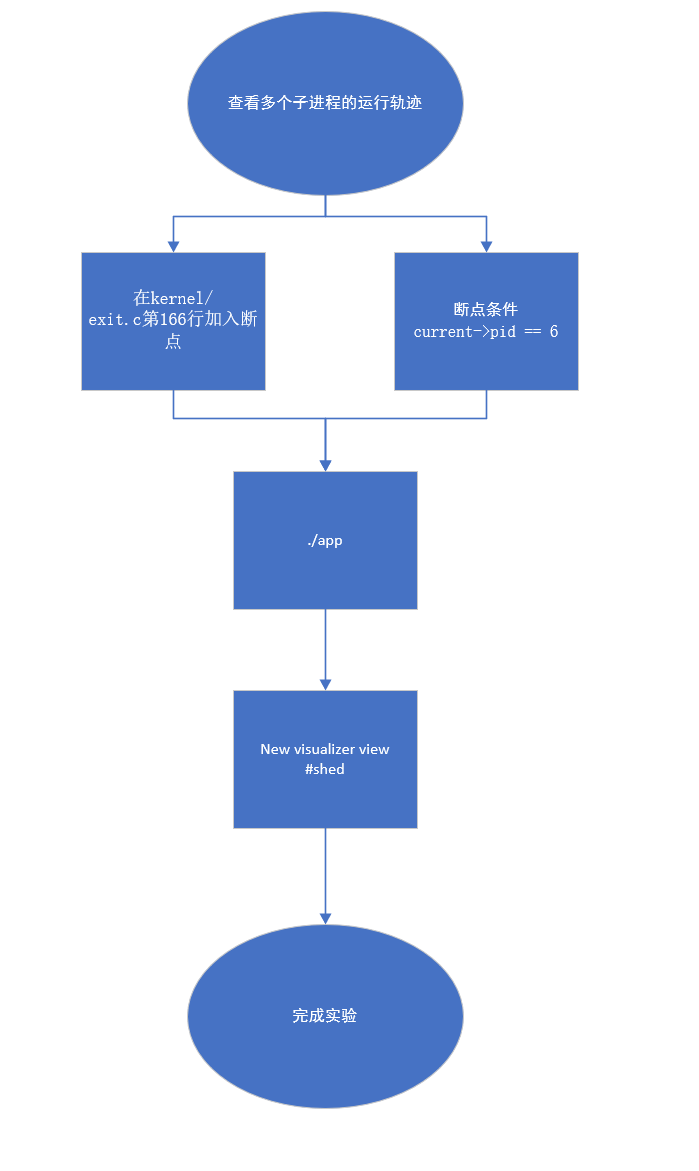 查看多个子进程的运行轨迹
在kernel/
exit.c第166行加入断
点
断点条件
current->pid == 6
./app
New visualizer view
#shed
完成实验